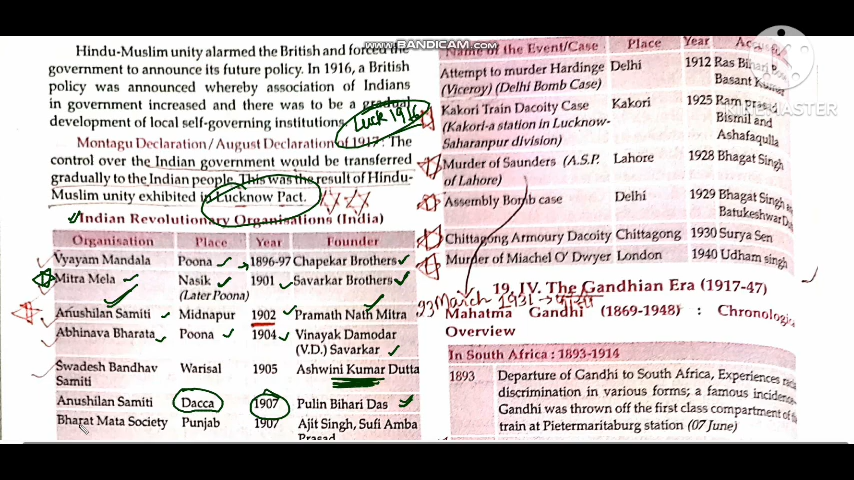 WWW.BANDICAM.COM
Hindu-Muslim unity alarmed the British and forced the
government to announce its future policy. In 1916, a British
policy was announced whereby association of Indians
in government increased and there was to be a gradual
development of local self-governing institutions.
Luck 1916
Montagu Declaration/August Declaration of 1917: The
control over the Indian government would be transferred
gradually to the Indian people. This was the result of Hindu-
Muslim unity exhibited in Lucknow Pact.
Indian Revolutionary Organisations (India)
Organisation Place Year Founder
Vyayam Mandala Poona 1896-97 Chapekar Brothers
Mitra Mela Nasik 1901 Savarkar Brothers
(Later Poona)
Anushilan Samiti Midnapur 1902 Pramath Nath Mitra
Abhinava Bharata Poona 1904 Vinayak Damodar
(V.D.) Savarkar
Swadesh Bandhav Warisal 1905 Ashwini Kumar Dutta
Samiti
Anushilan Samiti Dacca 1907 Pulin Bihari Das
Bharat Mata Society Punjab 1907 Ajit Singh, Sufi Amba
Prasad
Name of the Event/Case Place Year
Attempt to murder Hardinge Delhi 1912 Ras Bihari
(Viceroy) (Delhi Bomb Case) Basant
Kakori Train Dacoity Case Kakori 1925 Ram prasad
(Kakori-a station in Lucknow- Bismil and
Saharanpur division) Ashafaqulla
Murder of Saunders (A.S.P. Lahore 1928 Bhagat Singh
of Lahore)
Assembly Bomb case Delhi 1929 Bhagat Singh
Batukeshwar
Chittagong Armoury Dacoity Chittagong 1930 Surya Sen
Murder of Miachel O' Dwyer London 1940 Udham singh
19. IV. The Gandhian Era (1917-47)
23 March 1931
Mahatma Gandhi (1869-1948) : Chronologica
Overview
In South Africa : 1893-1914
1893 Departure of Gandhi to South Africa, Experiences
discrimination in various forms; a famous incidence
Gandhi was thrown off the first class compartment of
train at Pietermaritaburg station (07 June)